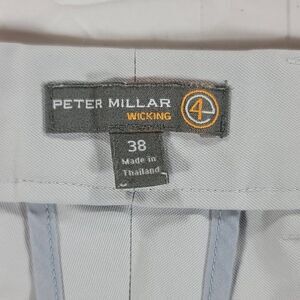 PETER MILLAR 4
WICKING
38
Made in
Thailand